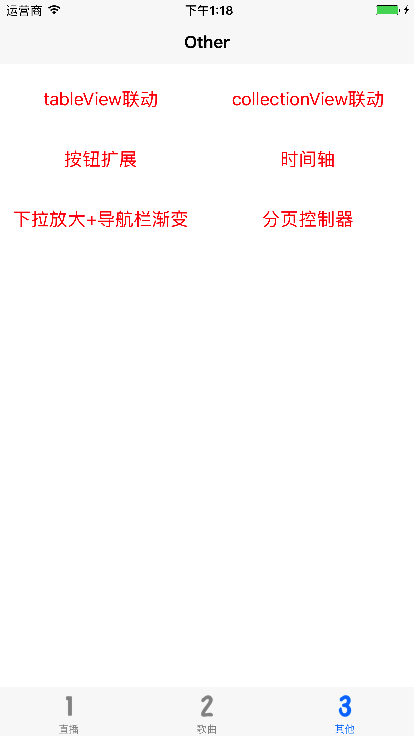 运营商 下午1:18
Other
tableView联动 collectionView联动
按钮扩展 时间轴
下拉放大+导航栏渐变 分页控制器
1 2 3
直播 歌曲 其他